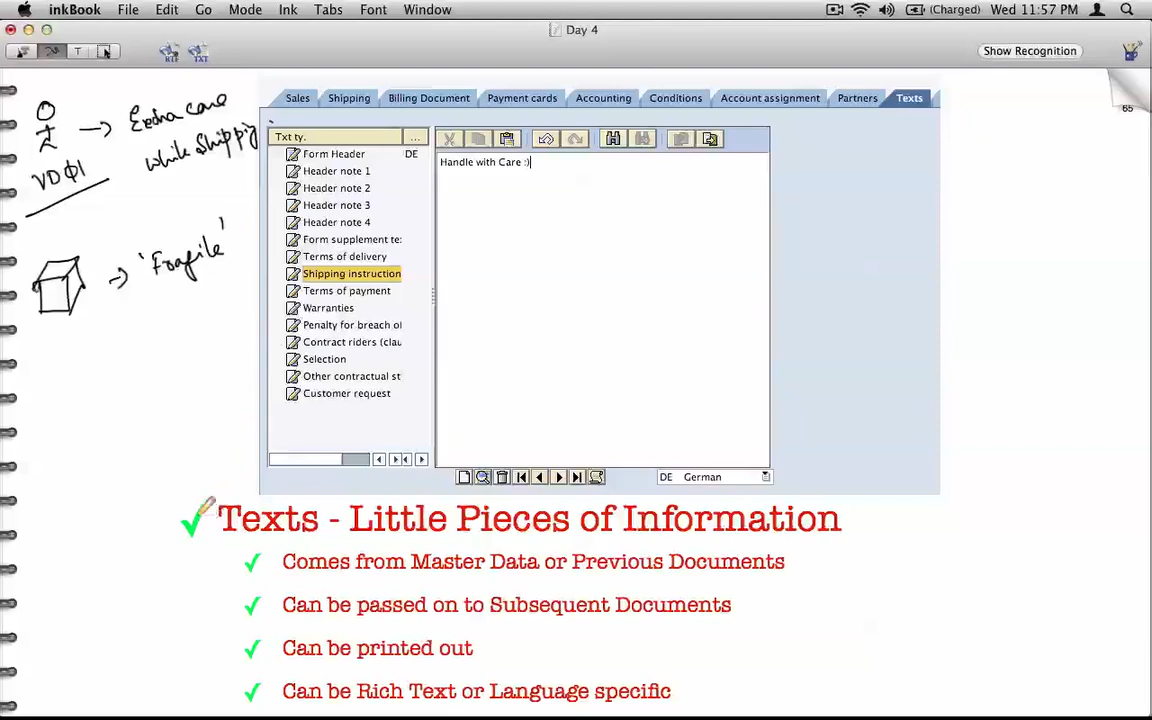 inkBook File Edit Go Mode Ink Tabs Font Window (Charged) Wed 11:57 PM
Day 4
T RTF TXT Show Recognition
65
Extra care
while Shipping
VD01
'Fragile'
Sales Shipping Billing Document Payment cards Accounting Conditions Account assignment Partners Texts
Txt ty. ...
Form Header DE
Header note 1
Header note 2
Header note 3
Header note 4
Form supplement te:
Terms of delivery
Shipping instruction
Terms of payment
Warranties
Penalty for breach of
Contract riders (clau
Selection
Other contractual st
Customer request
Handle with Care :)
DE German
Texts - Little Pieces of Information
Comes from Master Data or Previous Documents
Can be passed on to Subsequent Documents
Can be printed out
Can be Rich Text or Language specific